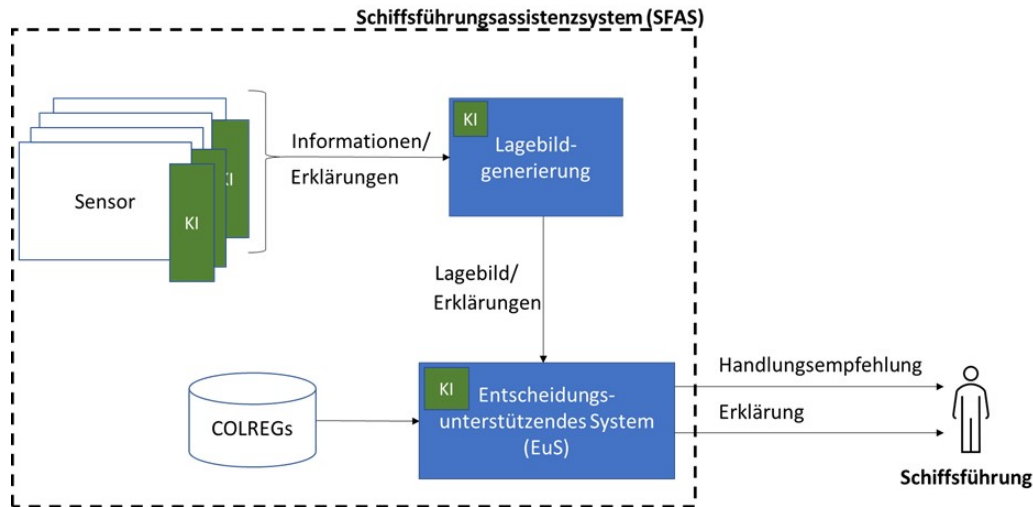 Schiffsführungsassistenzsystem (SFAS)
KI
Informationen/
Erklärungen
Lagebild-
generierung
Sensor
KI
KI
Lagebild/
Erklärungen
KI
Entscheidungs-
unterstützendes System
(EuS)
COLREGs
Handlungsempfehlung
Erklärung
Schiffsführung